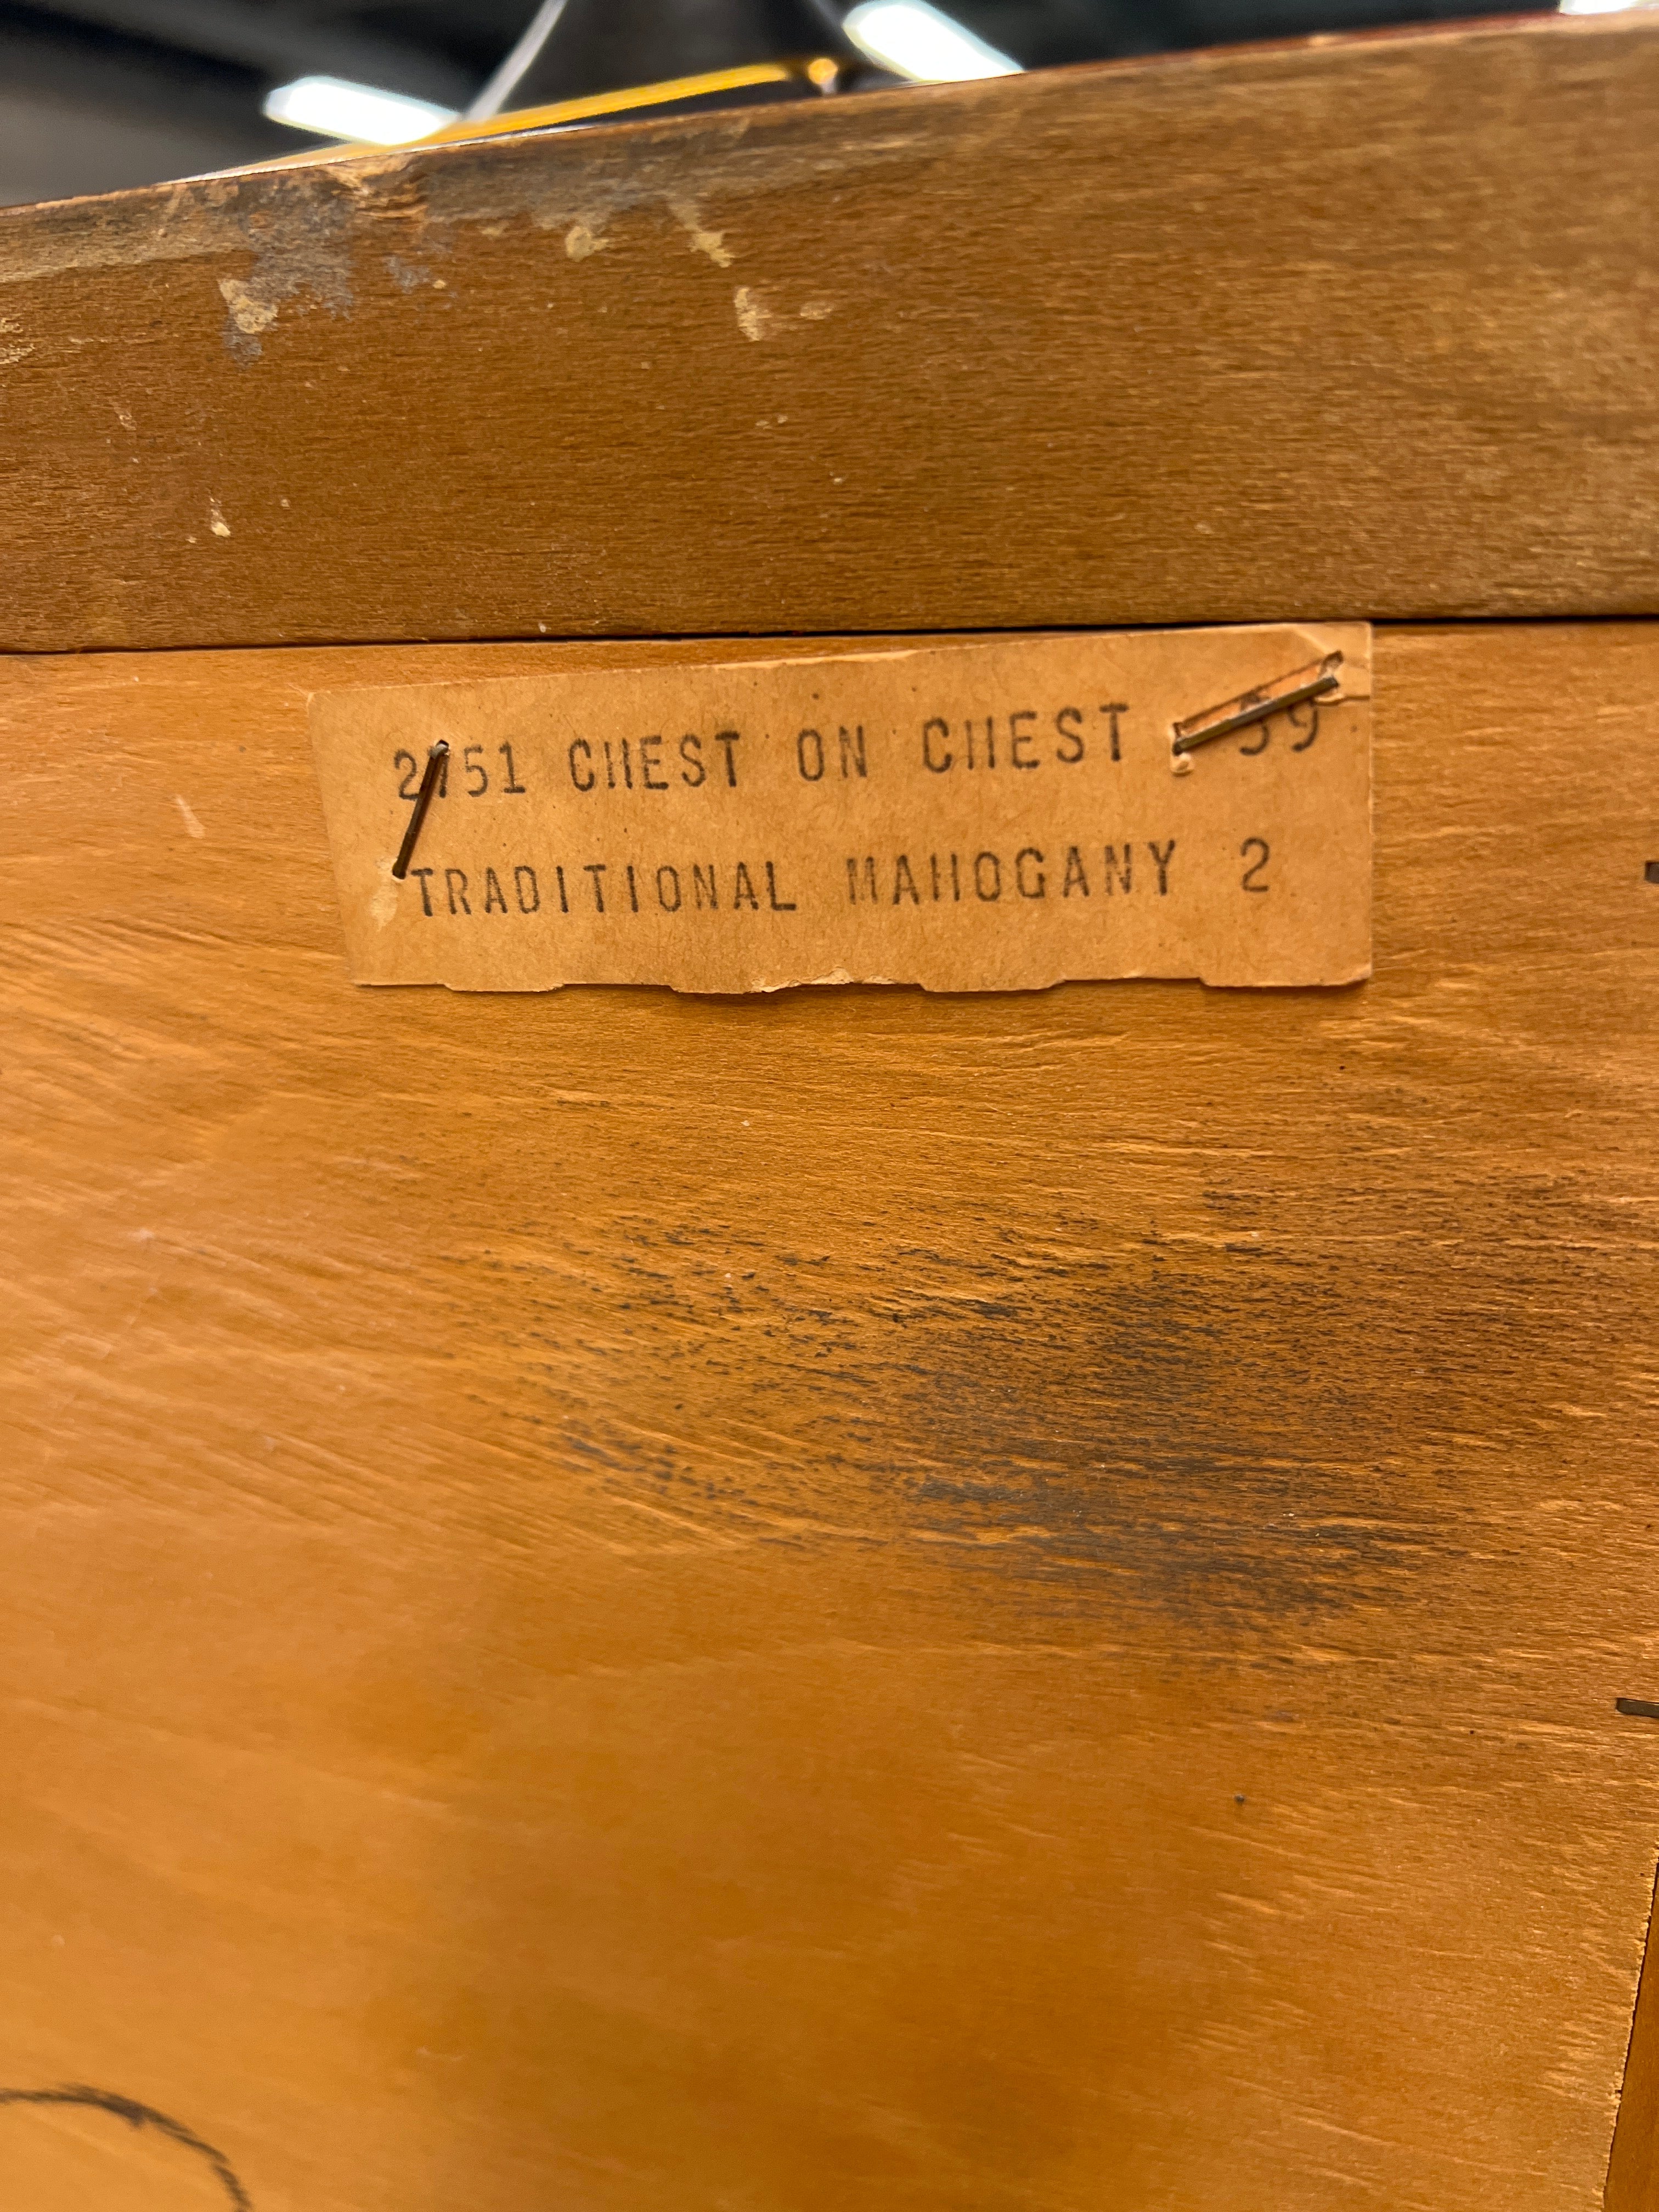 CHEST ON CHEST
TRADITIONAL MAHOGANY 2